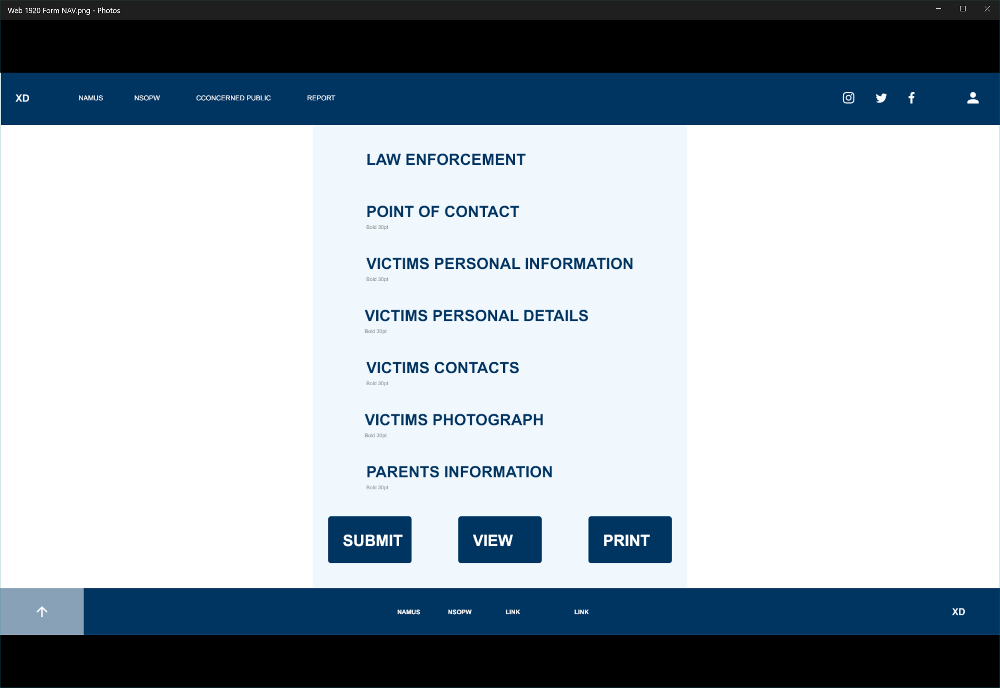 Web 1920 Form NAV.png - Photos
XD NAMUS NSOPW CCONCERNED PUBLIC REPORT
LAW ENFORCEMENT
POINT OF CONTACT
Bold 30pt
VICTIMS PERSONAL INFORMATION
Bold 30pt
VICTIMS PERSONAL DETAILS
Bold 30pt
VICTIMS CONTACTS
Bold 30pt
VICTIMS PHOTOGRAPH
Bold 30pt
PARENTS INFORMATION
Bold 30pt
SUBMIT VIEW PRINT
NAMUS NSOPW LINK LINK XD